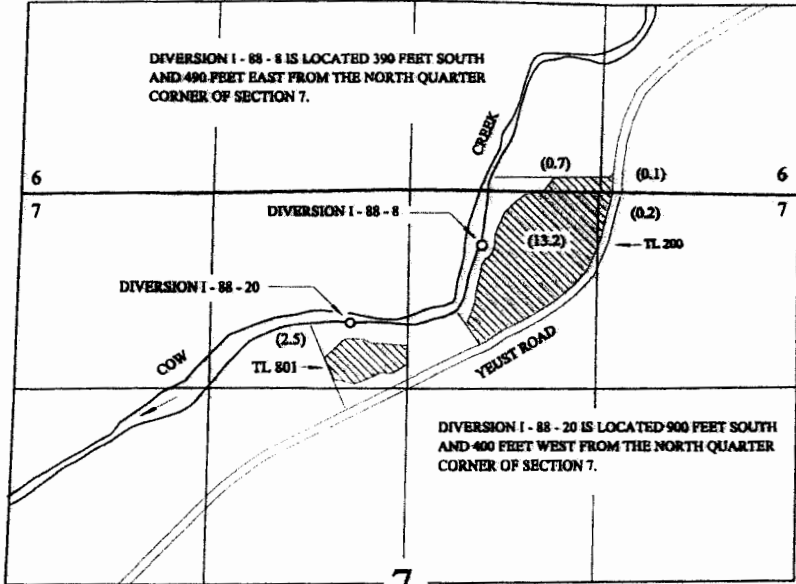 DIVERSION I - 88 - 8 IS LOCATED 390 FEET SOUTH
AND 490 FEET EAST FROM THE NORTH QUARTER
CORNER OF SECTION 7.
CREEK
(0.7)
(0.1)
6
6
7
7
(0.2)
DIVERSION I - 88 - 8
(13.2)
TL 200
DIVERSION I - 88 - 20
(2.5)
COW
TL 801
YEUST ROAD
DIVERSION I - 88 - 20 IS LOCATED 900 FEET SOUTH
AND 400 FEET WEST FROM THE NORTH QUARTER
CORNER OF SECTION 7.
7